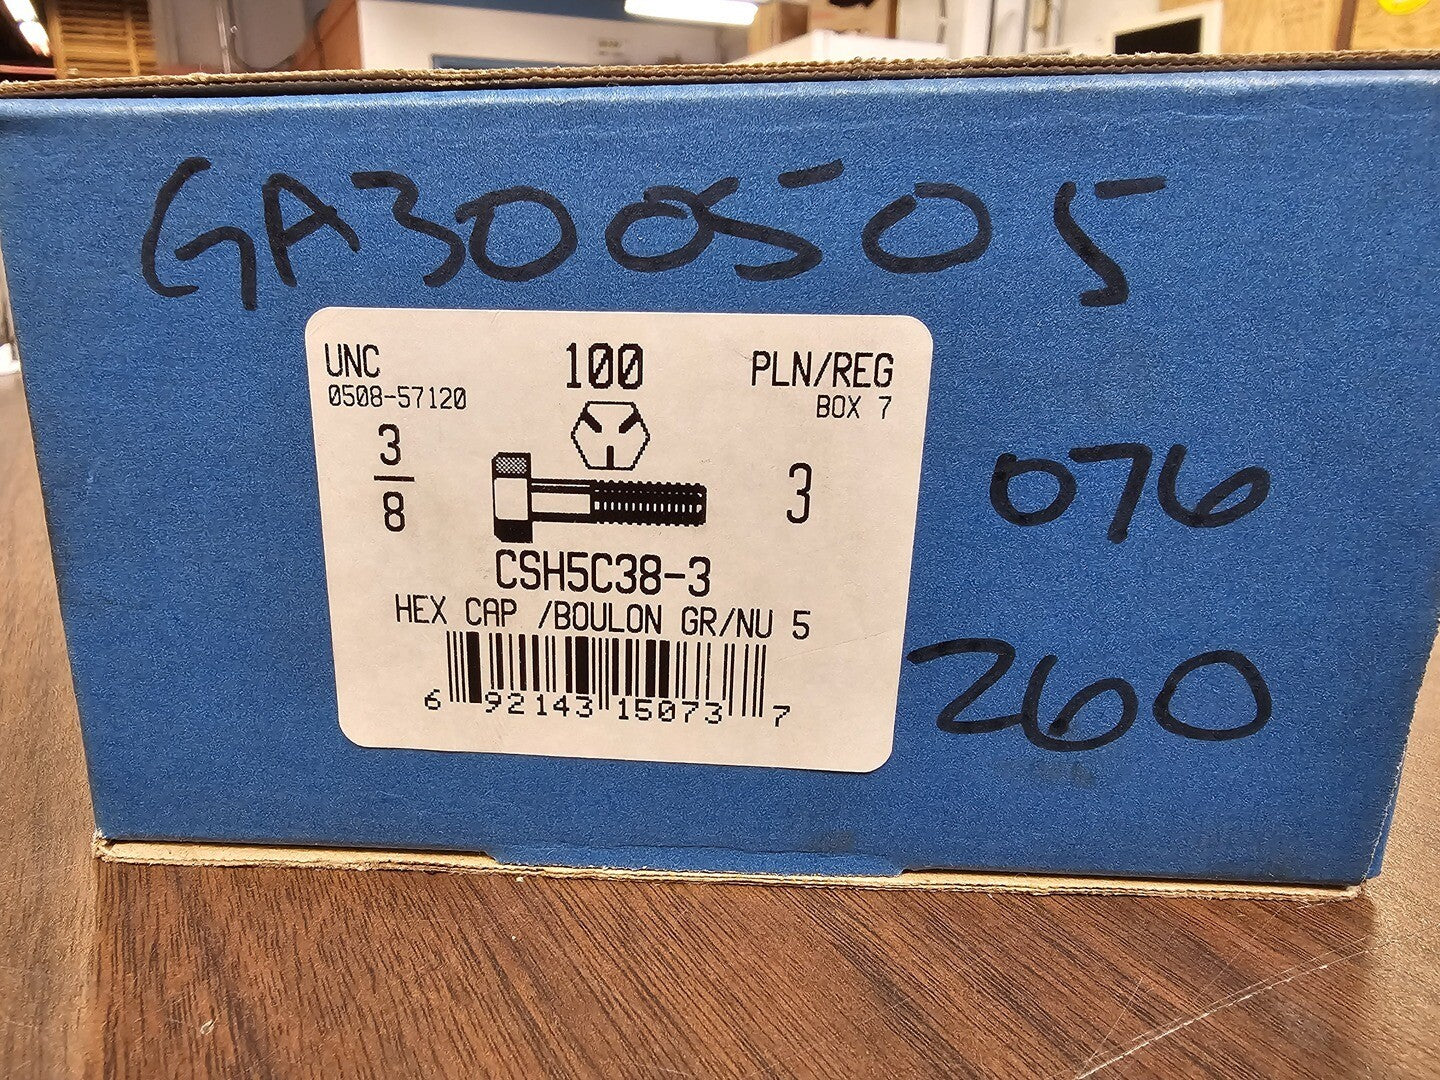 GA300505
UNC 100 PLN/REG
0508-57120 BOX 7
3/8 3
CSH5C38-3
HEX CAP /BOULON GR/NU 5
6 92143 15073 7
076
260